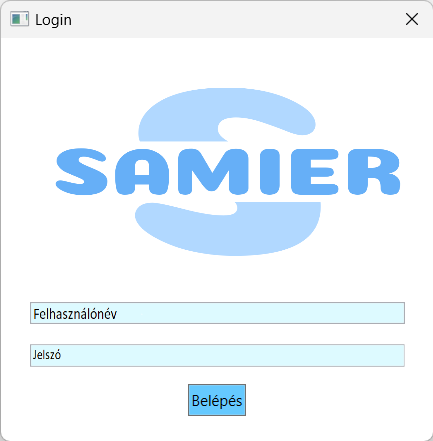 Login
SAMIER
Felhasználónév
Jelszó
Belépés